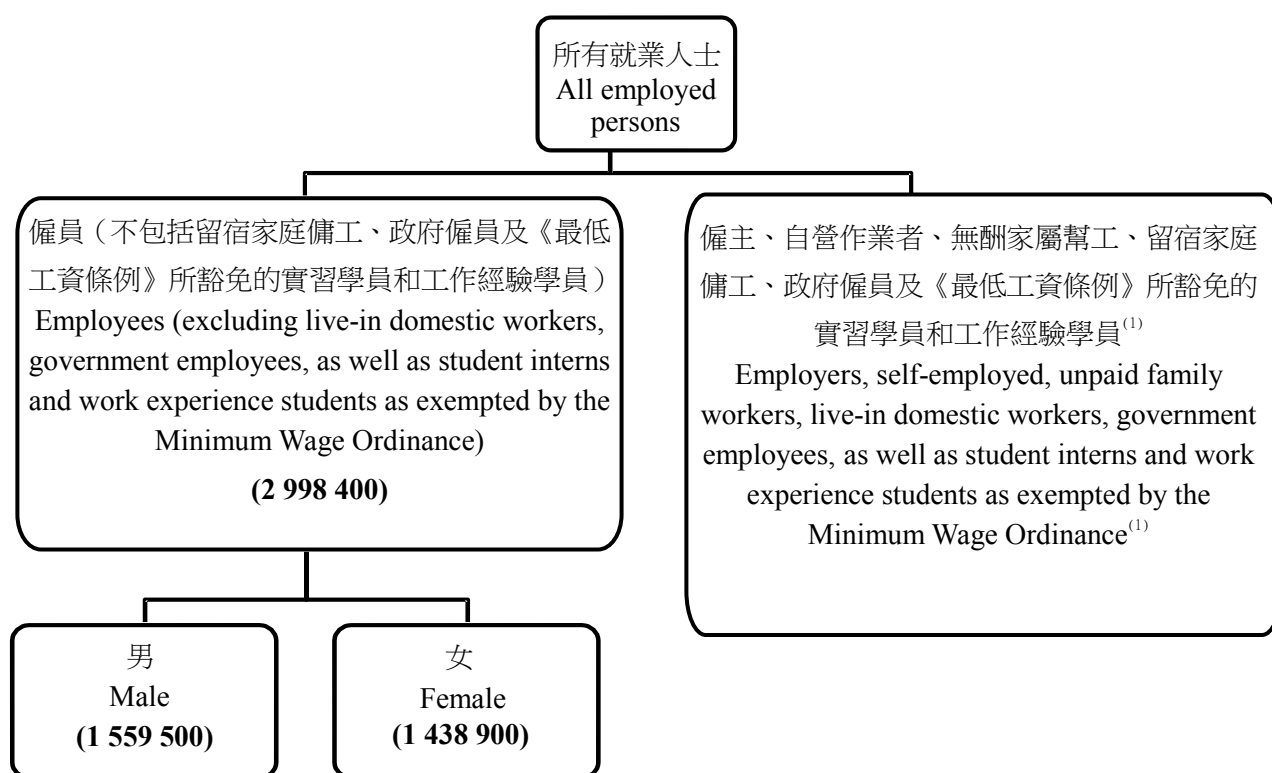 所有就業人士
All employed
persons
僱員（不包括留宿家庭傭工、政府僱員及《最低
工資條例》所豁免的實習學員和工作經驗學員）
Employees (excluding live-in domestic workers,
government employees, as well as student interns
and work experience students as exempted by the
Minimum Wage Ordinance)
(2 998 400)
僱主、自營作業者、無酬家屬幫工、留宿家庭
傭工、政府僱員及《最低工資條例》所豁免的
實習學員和工作經驗學員(1)
Employers, self-employed, unpaid family
workers, live-in domestic workers, government
employees, as well as student interns and work
experience students as exempted by the
Minimum Wage Ordinance(1)
男
Male
(1 559 500)
女
Female
(1 438 900)